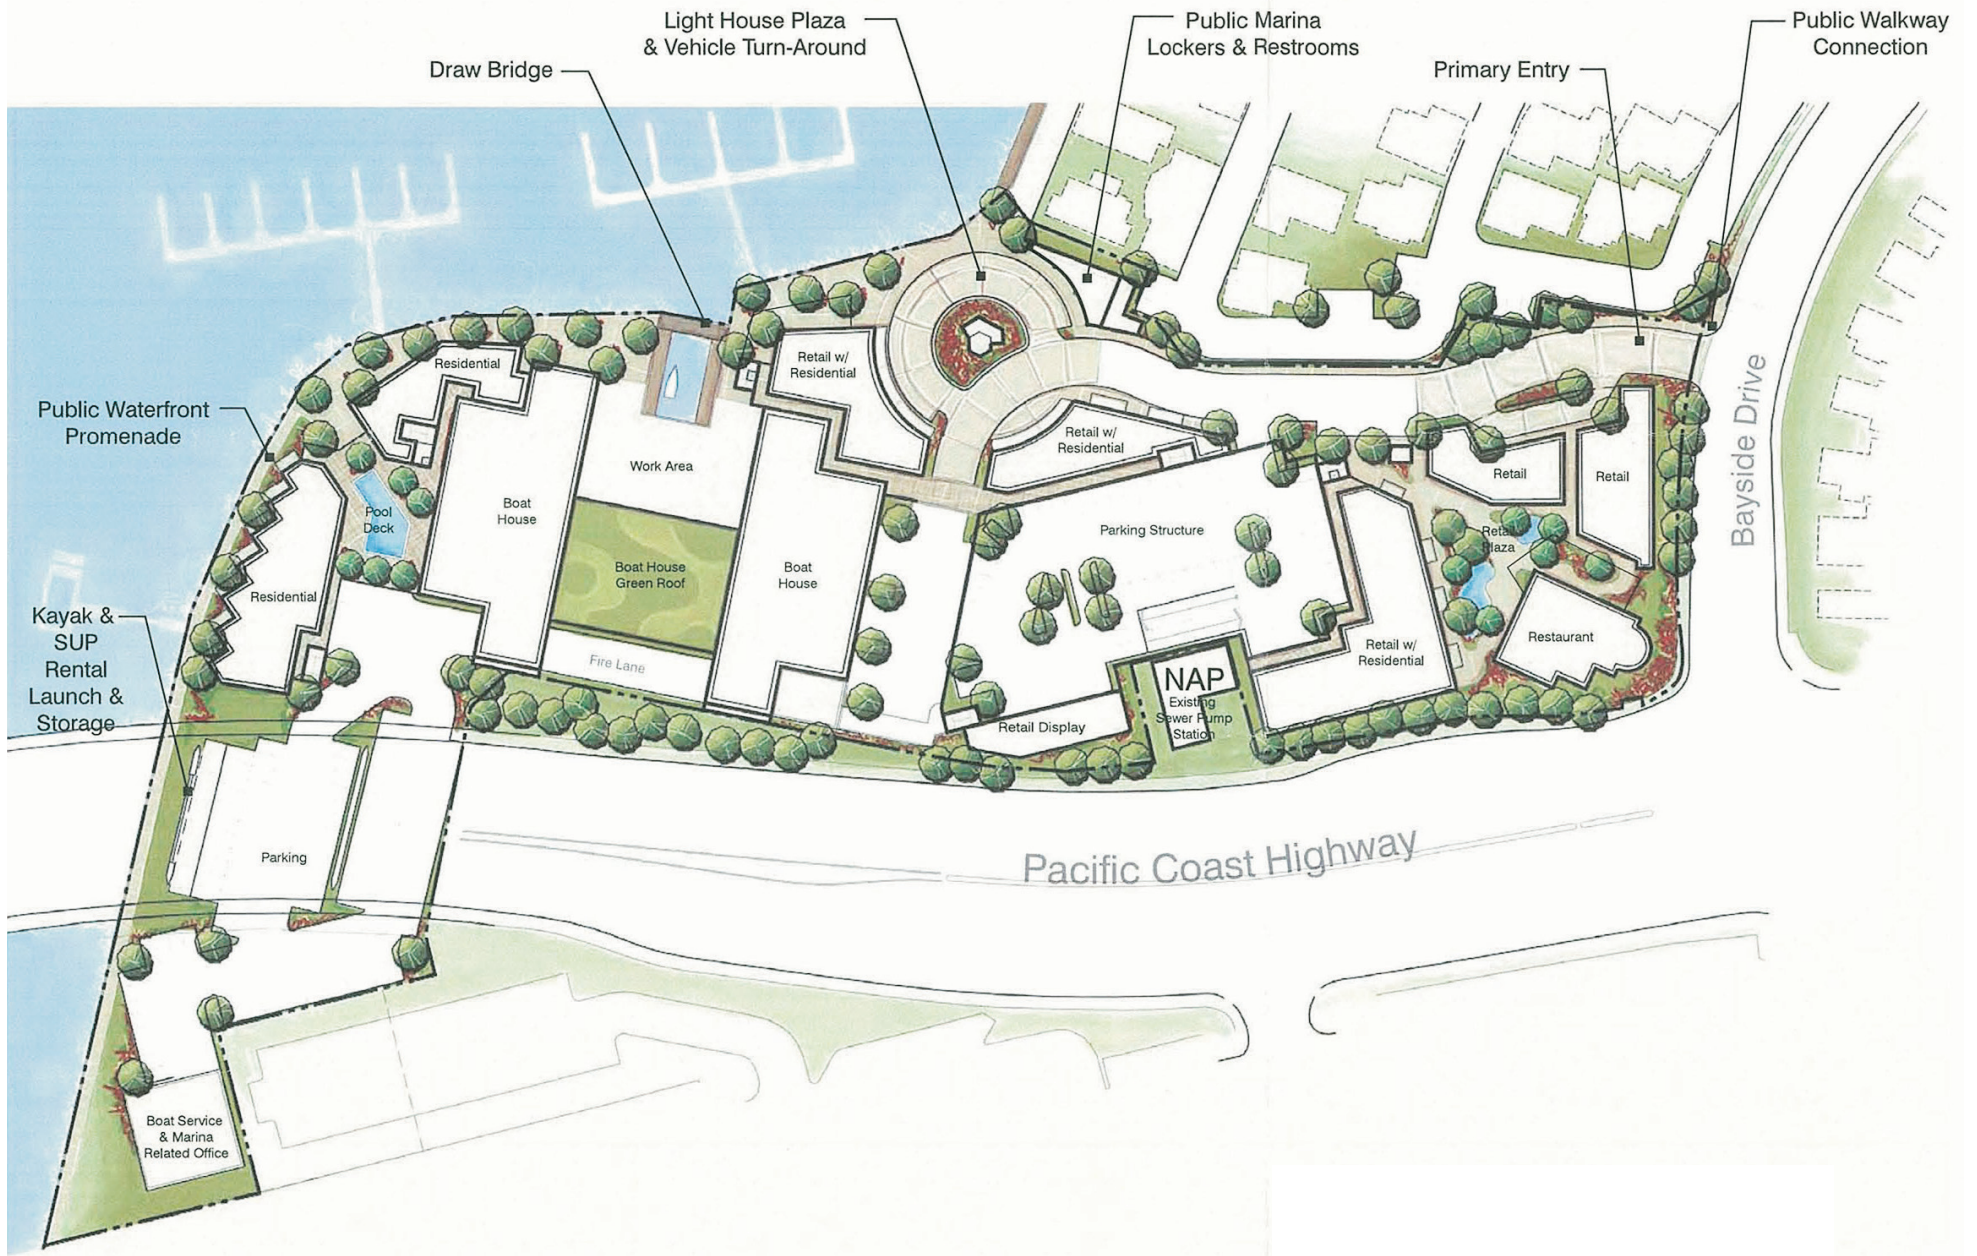 Light House Plaza
& Vehicle Turn-Around
Public Marina
Lockers & Restrooms
Public Walkway
Connection
Draw Bridge
Primary Entry
Residential
Retail w/
Residential
Public Waterfront
Promenade
Bayside Drive
Work Area
Retail w/
Residential
Retail
Retail
Boat
House
Pool
Deck
Parking Structure
Retail
Plaza
Boat House
Green Roof
Boat
House
Residential
Kayak &
SUP
Rental
Launch &
Storage
Restaurant
Retail w/
Residential
Fire Lane
NAP
Existing
Sewer Pump
Station
Retail Display
Pacific Coast Highway
Parking
Boat Service
& Marina
Related Office